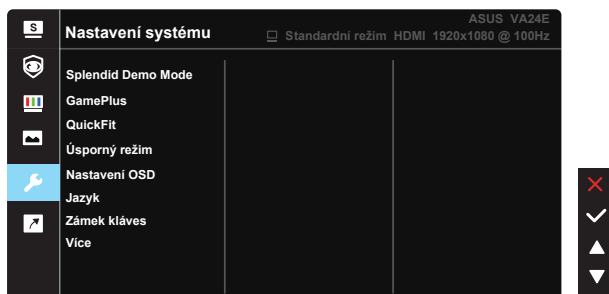 S
ASUS VA24E
Nastavení systému
Standardní režim HDMI 1920x1080 @ 100Hz
Splendid Demo Mode
GamePlus
QuickFit
Úsporný režim
Nastavení OSD
Jazyk
Zámek kláves
Více